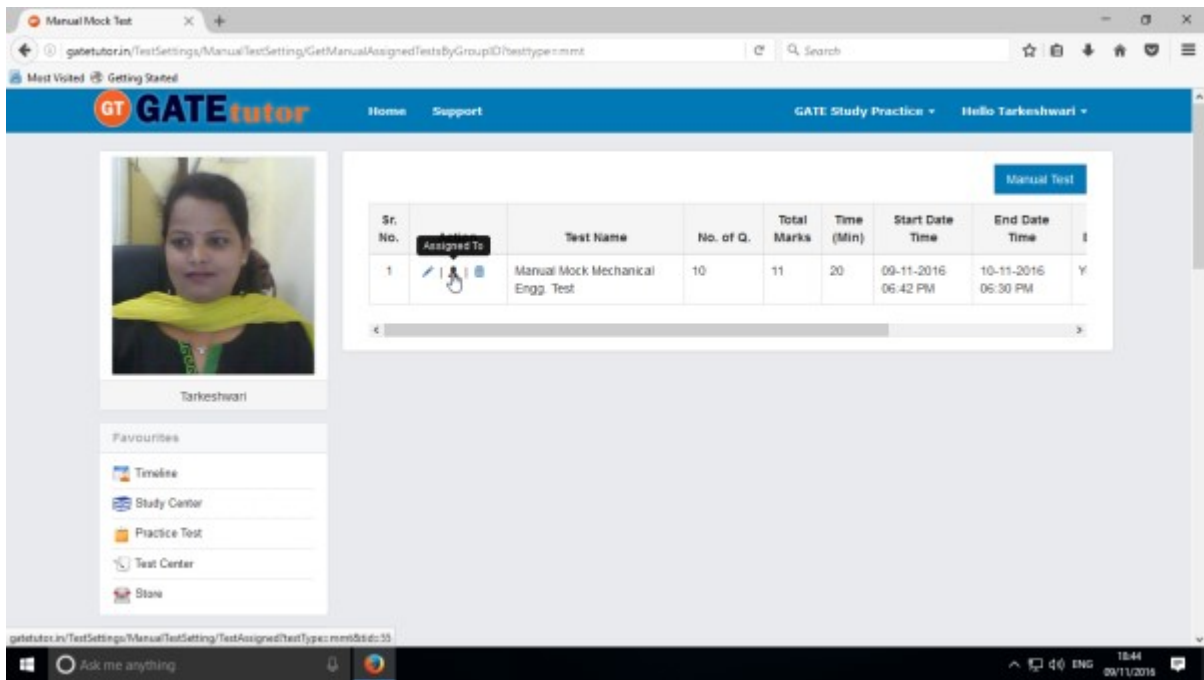 Manual Mock Test
gatetutor.in/TestSettings/ManualTestSetting/GetManualAssignedTestsByGroupID?testtype=mmt
Search
Most Visited Getting Started
GT GATEtutor
Home Support GATE Study Practice Hello Tarkeshwari
Manual Test
Sr. No. Action Test Name No. of Q. Total Marks Time (Min) Start Date Time End Date Time
Assigned To
1 Manual Mock Mechanical Engg. Test 10 11 20 09-11-2016 06:42 PM 10-11-2016 06:30 PM
Tarkeshwari
Favourites
Timeline
Study Center
Practice Test
Test Center
Store
gatetutor.in/TestSettings/ManualTestSetting/TestAssigned?testType=mmt&tid=55
Ask me anything
ENG 18:44
09/11/2016